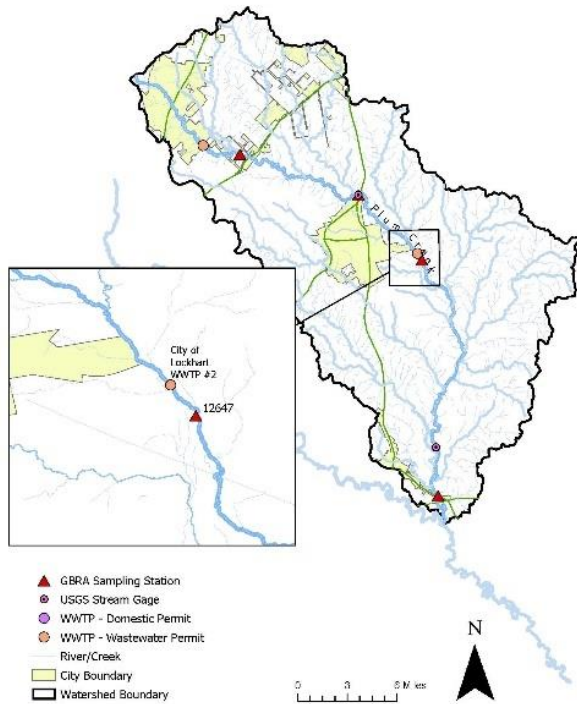 Plum Creek
City of
Lockhart
WWTP #2
12647
GBRA Sampling Station
USGS Stream Gage
WWTP - Domestic Permit
WWTP - Wastewater Permit
River/Creek
City Boundary
Watershed Boundary
N
0 3 6 Miles